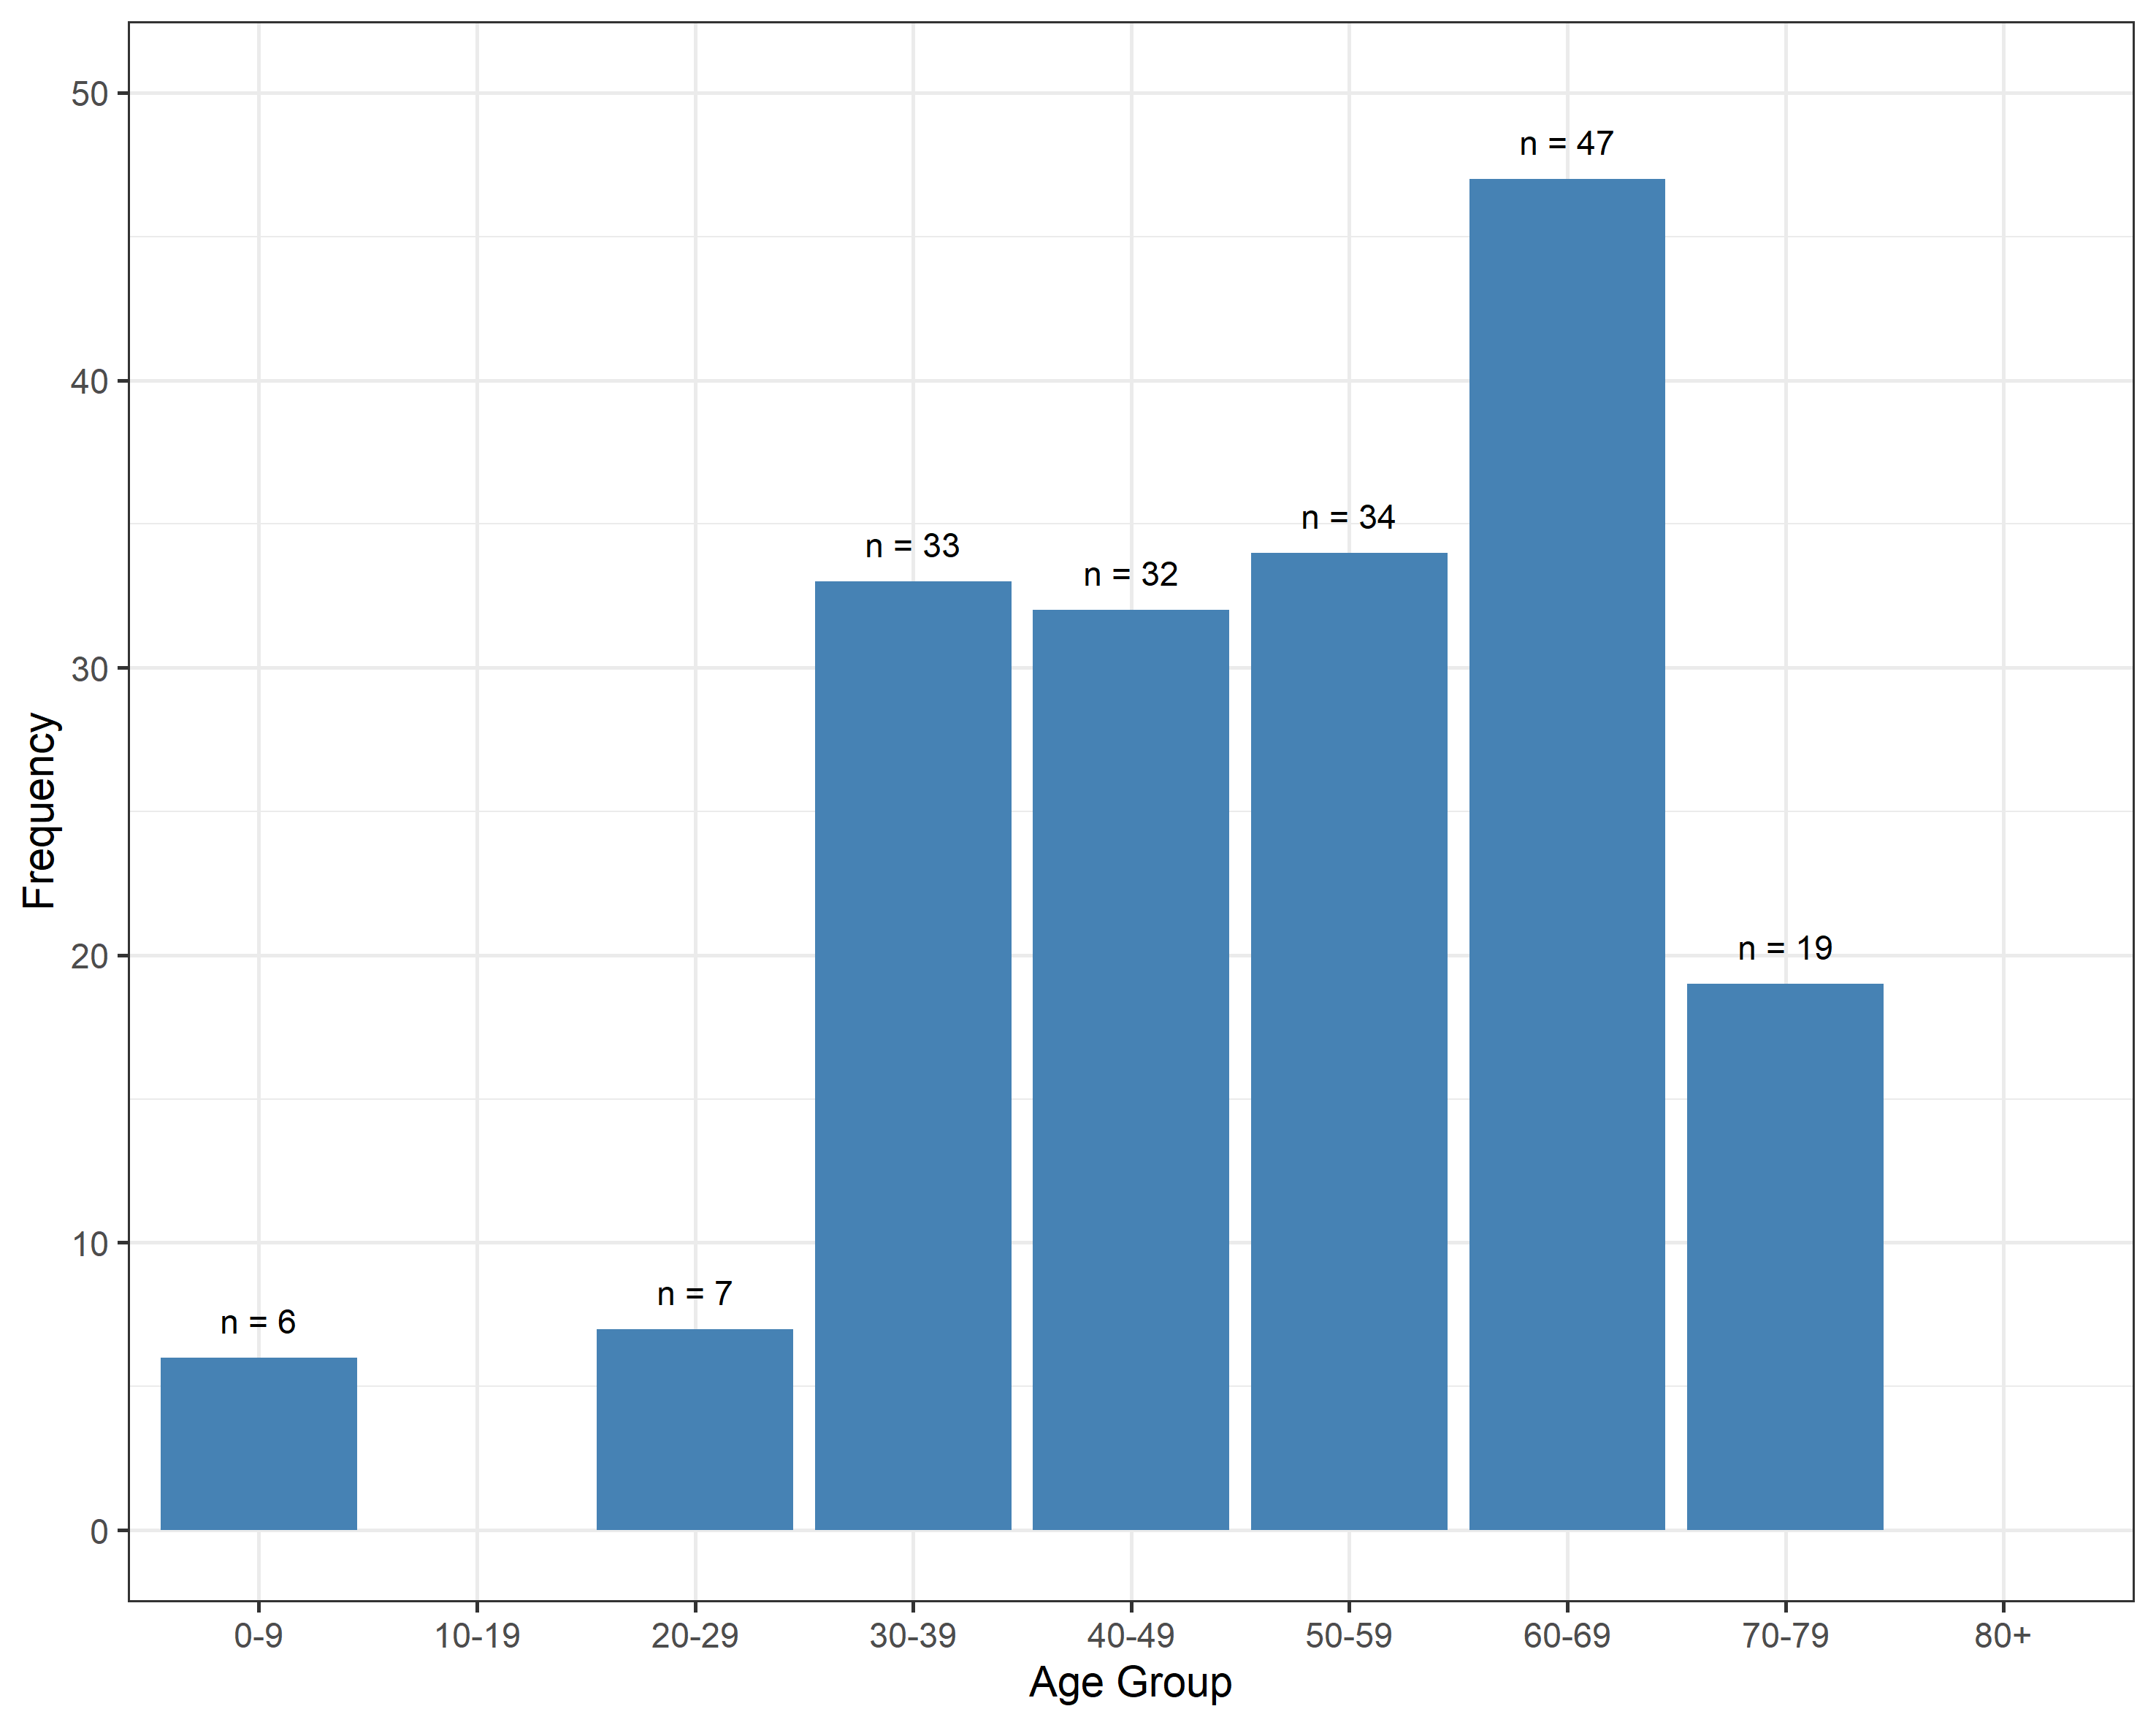 50
40
30
20
10
0
Frequency
n = 6
n = 7
n = 33
n = 32
n = 34
n = 47
n = 19
0-9
10-19
20-29
30-39
40-49
50-59
60-69
70-79
80+
Age Group